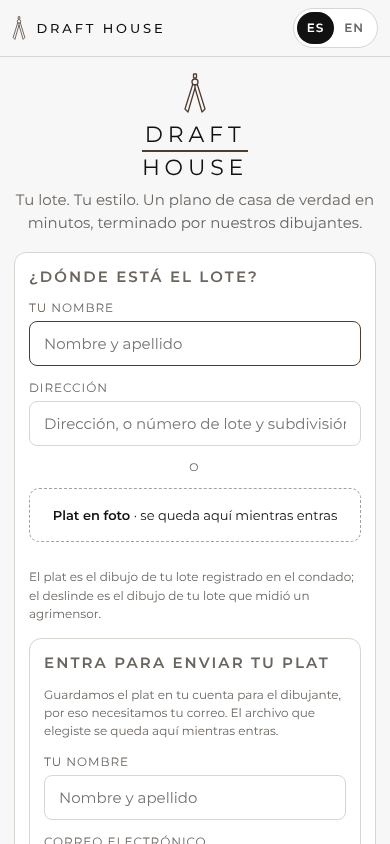 DRAFT HOUSE
ES EN
DRAFT
HOUSE
Tu lote. Tu estilo. Un plano de casa de verdad en
minutos, terminado por nuestros dibujantes.
¿DÓNDE ESTÁ EL LOTE?
TU NOMBRE
Nombre y apellido
DIRECCIÓN
Dirección, o número de lote y subdivisión
O
Plat en foto · se queda aquí mientras entras
El plat es el dibujo de tu lote registrado en el condado;
el deslinde es el dibujo de tu lote que midió un
agrimensor.
ENTRA PARA ENVIAR TU PLAT
Guardamos el plat en tu cuenta para el dibujante,
por eso necesitamos tu correo. El archivo que
elegiste se queda aquí mientras entras.
TU NOMBRE
Nombre y apellido
CORREO ELECTRÓNICO